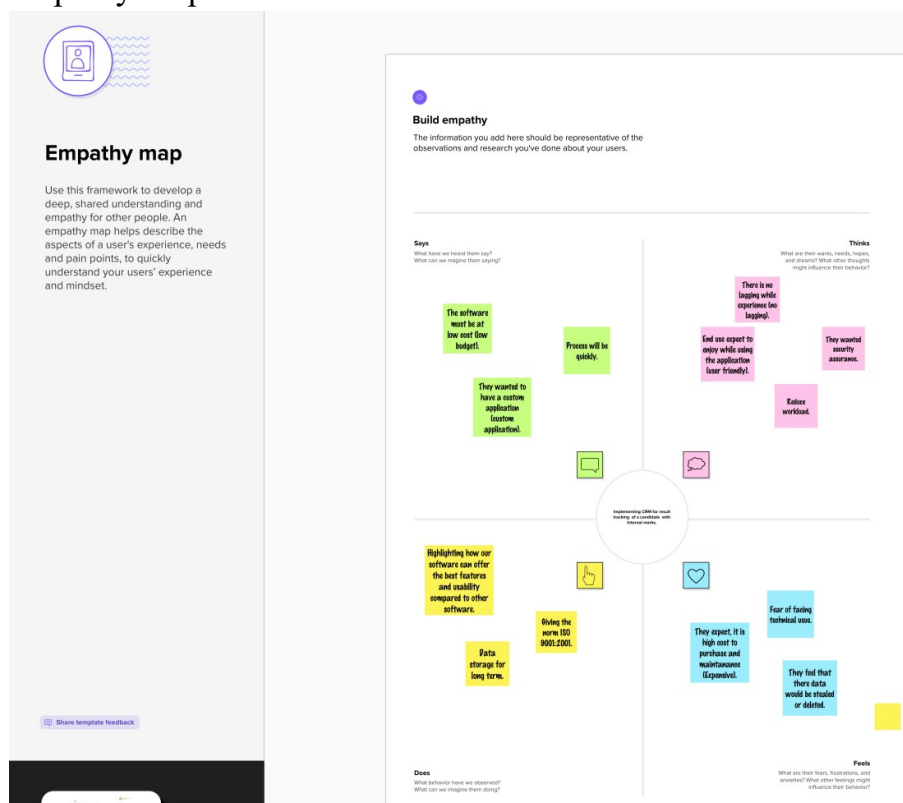 Empathy map
Use this framework to develop a
deep, shared understanding and
empathy for other people. An
empathy map helps describe the
aspects of a user's experience, needs
and pain points, to quickly
understand your users' experience
and mindset.
Share template feedback
Build empathy
The information you add here should be representative of the
observations and research you've done about your users.
Says
What have we heard them say?
What can we magine them saying?
The software
must be at
low cost (low
budget).
Process will be
quickly.
They wanted to
have a custom
application
(custom
application).
Thinks
What are their wants, needs, hopes,
and dreams? What other thoughts
might influence their behavior?
There is no
lagging while
experience (no
lagging).
End use expect to
enjoy while using
the application
(user friendly).
They wanted
security
assurance.
Reduce
workload.
Implementing CRM for result
tracking of a candidate with
internal marks.
Highlighting how our
software can offer
the best features
and usability
compared to other
software.
Giving the
norm ISO
9001:2001.
Data
storage for
long term.
Does
What behavior have we observed?
What can we imagine them doing?
Fear of facing
technical usue.
They expect, it is
high cost to
purchase and
maintanance
(Expensive).
They feel that
there data
would be stealed
or deleted.
Feels
What are their fears, frustrations, and
anxieties? What other feelings might
influence their behavior?